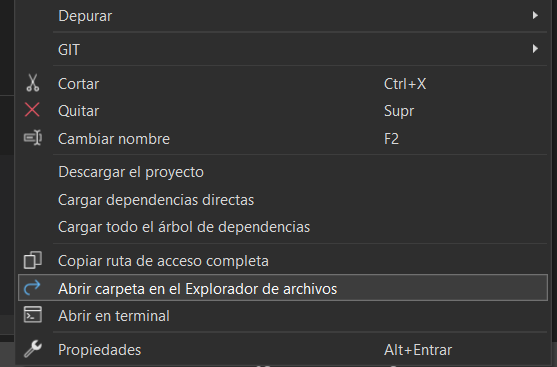 Depurar
GIT
Cortar Ctrl+X
Quitar Supr
Cambiar nombre F2
Descargar el proyecto
Cargar dependencias directas
Cargar todo el árbol de dependencias
Copiar ruta de acceso completa
Abrir carpeta en el Explorador de archivos
Abrir en terminal
Propiedades Alt+Entrar